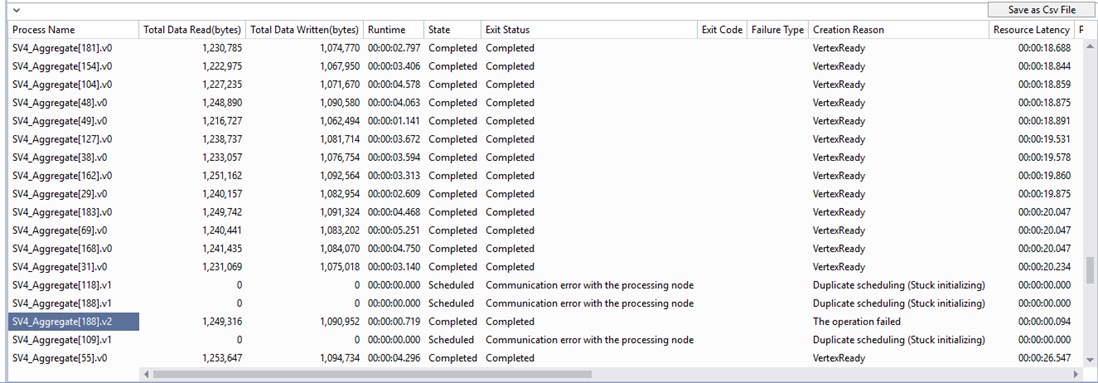 Save as Csv File
Process Name Total Data Read(bytes) Total Data Written(bytes) Runtime State Exit Status Exit Code Failure Type Creation Reason Resource Latency P
SV4_Aggregate[181].v0 1,230,785 1,074,770 00:00:02.797 Completed Completed VertexReady 00:00:18.688
SV4_Aggregate[154].v0 1,222,975 1,067,950 00:00:03.406 Completed Completed VertexReady 00:00:18.844
SV4_Aggregate[104].v0 1,227,235 1,071,670 00:00:04.578 Completed Completed VertexReady 00:00:18.859
SV4_Aggregate[48].v0 1,248,890 1,090,580 00:00:04.063 Completed Completed VertexReady 00:00:18.875
SV4_Aggregate[49].v0 1,216,727 1,062,494 00:00:01.141 Completed Completed VertexReady 00:00:18.891
SV4_Aggregate[127].v0 1,238,737 1,081,714 00:00:03.672 Completed Completed VertexReady 00:00:19.531
SV4_Aggregate[38].v0 1,233,057 1,076,754 00:00:03.594 Completed Completed VertexReady 00:00:19.578
SV4_Aggregate[162].v0 1,251,162 1,092,564 00:00:03.313 Completed Completed VertexReady 00:00:19.860
SV4_Aggregate[29].v0 1,240,157 1,082,954 00:00:02.609 Completed Completed VertexReady 00:00:19.875
SV4_Aggregate[183].v0 1,249,742 1,091,324 00:00:04.468 Completed Completed VertexReady 00:00:20.047
SV4_Aggregate[69].v0 1,240,441 1,083,202 00:00:05.251 Completed Completed VertexReady 00:00:20.047
SV4_Aggregate[168].v0 1,241,435 1,084,070 00:00:04.750 Completed Completed VertexReady 00:00:20.047
SV4_Aggregate[31].v0 1,231,069 1,075,018 00:00:03.140 Completed Completed VertexReady 00:00:20.234
SV4_Aggregate[118].v1 0 0 00:00:00.000 Scheduled Communication error with the processing node Duplicate scheduling (Stuck initializing) 00:00:00.000
SV4_Aggregate[188].v1 0 0 00:00:00.000 Scheduled Communication error with the processing node Duplicate scheduling (Stuck initializing) 00:00:00.000
SV4_Aggregate[188].v2 1,249,316 1,090,952 00:00:00.719 Completed Completed The operation failed 00:00:00.094
SV4_Aggregate[109].v1 0 0 00:00:00.000 Scheduled Communication error with the processing node Duplicate scheduling (Stuck initializing) 00:00:00.000
SV4_Aggregate[55].v0 1,253,647 1,094,734 00:00:04.296 Completed Completed VertexReady 00:00:26.547